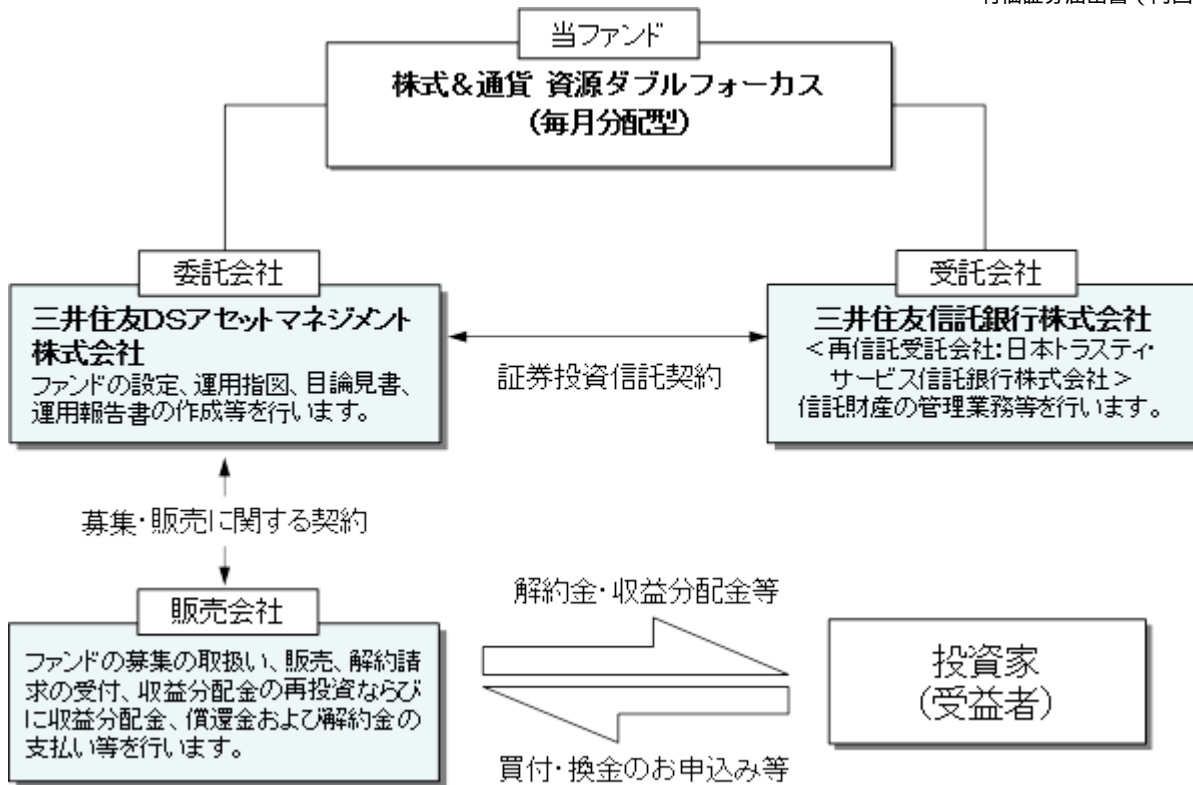 当ファンド
株式&通貨 資源ダブルフォーカス
(毎月分配型)
委託会社
三井住友DSアセットマネジメント
株式会社
ファンドの設定、運用指図、目論見書、
運用報告書の作成等を行います。
証券投資信託契約
受託会社
三井住友信託銀行株式会社
<再信託受託会社:日本トラスティ・
サービス信託銀行株式会社>
信託財産の管理業務等を行います。
募集・販売に関する契約
販売会社
ファンドの募集の取扱い、販売、解約請
求の受付、収益分配金の再投資ならび
に収益分配金、償還金および解約金の
支払い等を行います。
解約金・収益分配金等
買付・換金のお申込み等
投資家
(受益者)